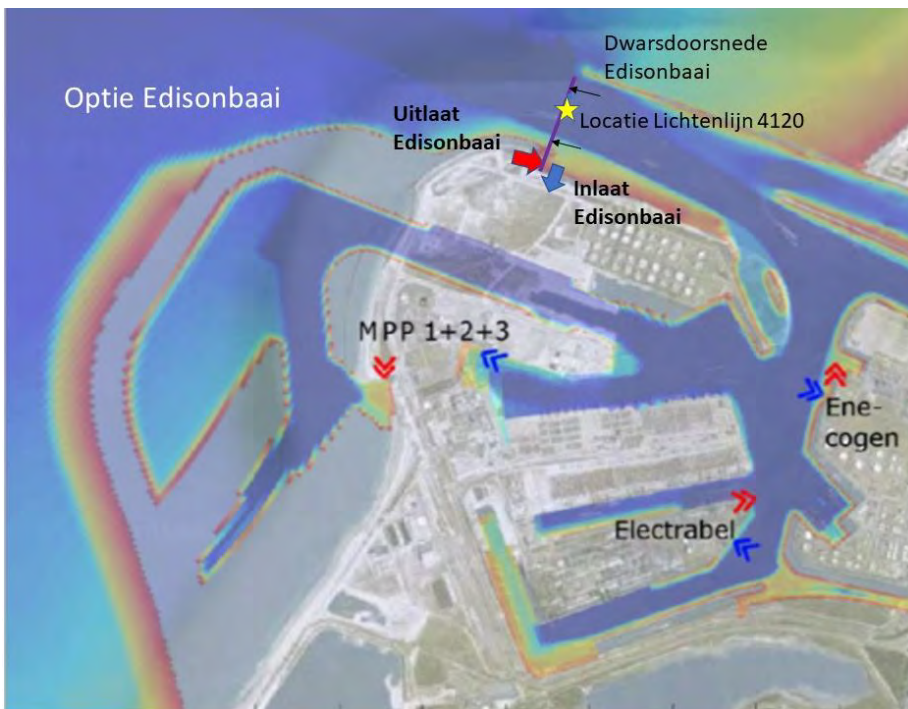 Dwarsdoorsnede
Edisonbaai
Optie Edisonbaai
Uitlaat
Edisonbaai
Locatie Lichtenlijn 4120
Inlaat
Edisonbaai
MPP 1+2+3
Ene-
cogen
Electrabel